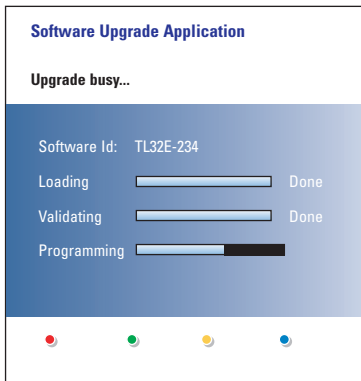 Software Upgrade Application
Upgrade busy...
Software Id: TL32E-234
Loading Done
Validating Done
Programming